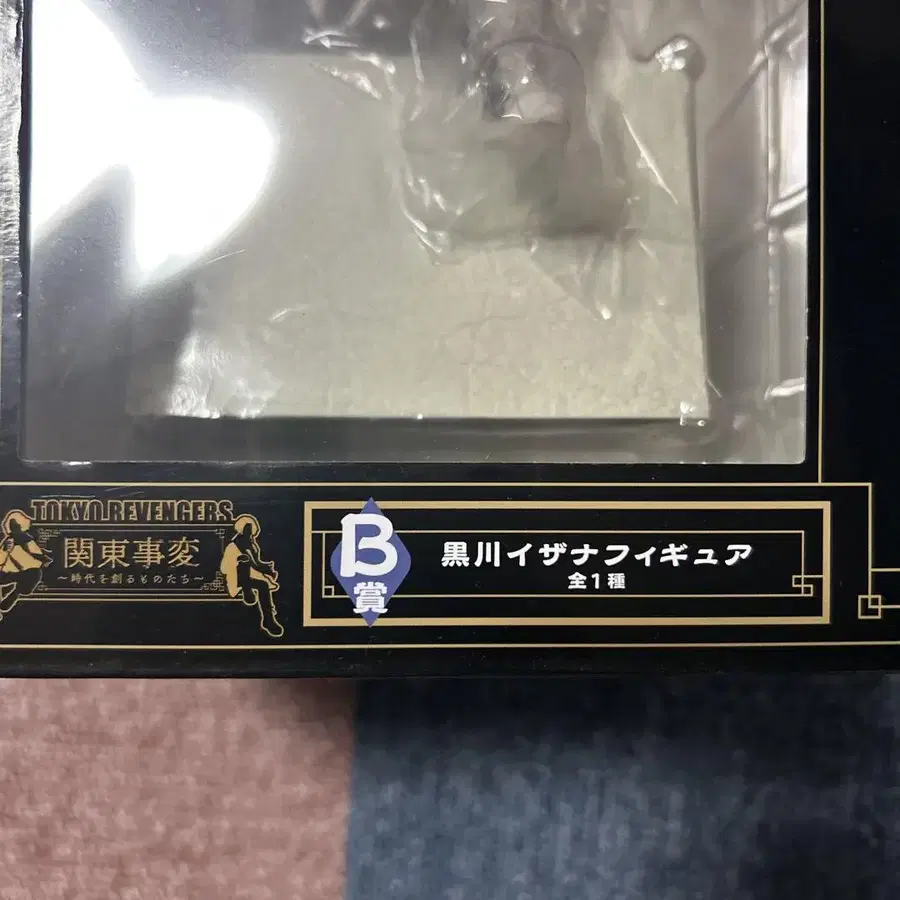 TOKYO REVENGERS
関東事変
～時代を創るものたち～
B賞
黒川イザナフィギュア
全1種